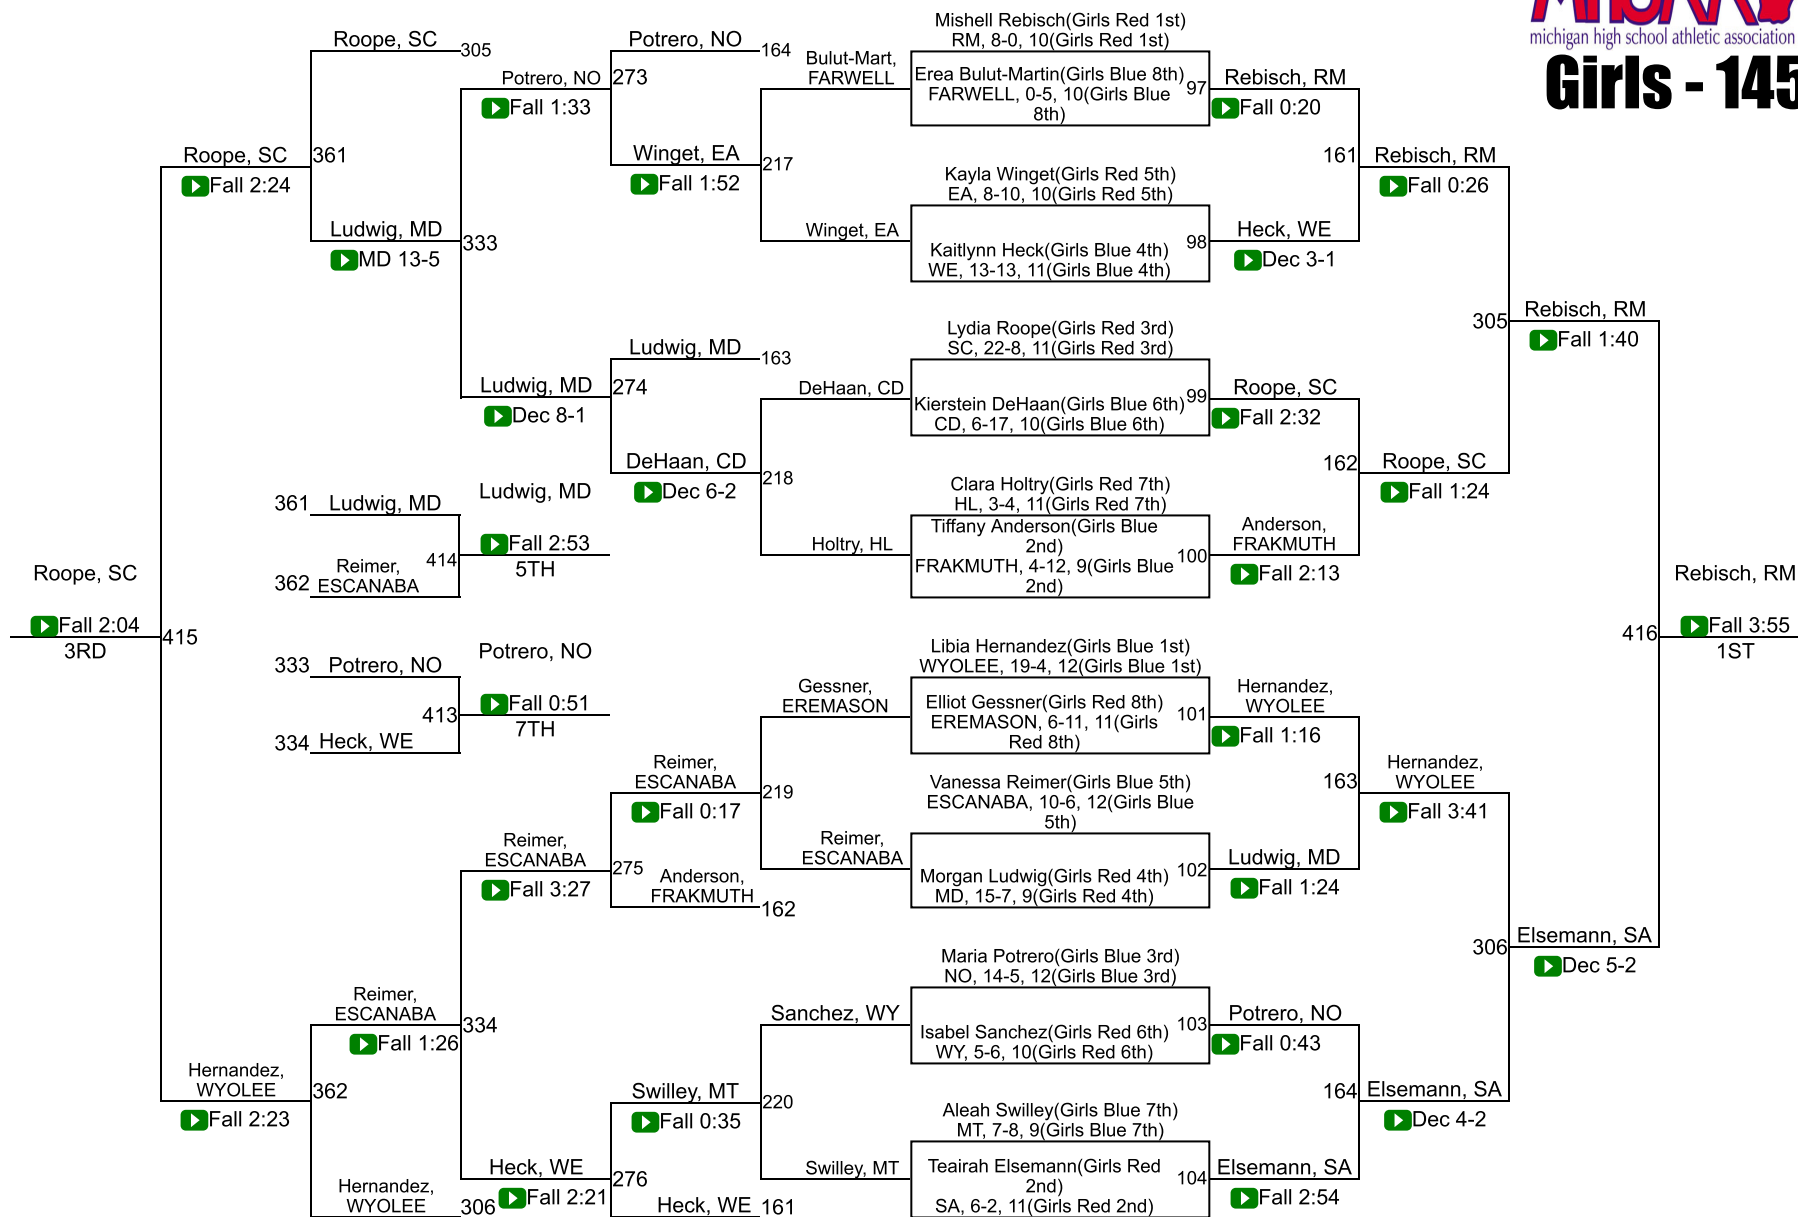 MHSAA
michigan high school athletic association
Girls - 145
Roope, SC
305
Potrero, NO
164
Bulut-Mart,
FARWELL
Mishell Rebisch(Girls Red 1st)
RM, 8-0, 10(Girls Red 1st)
Erea Bulut-Martin(Girls Blue 8th)
FARWELL, 0-5, 10(Girls Blue
8th)
97
Rebisch, RM
Fall 0:20
Potrero, NO
273
Fall 1:33
Roope, SC
361
Fall 2:24
Winget, EA
217
Fall 1:52
Kayla Winget(Girls Red 5th)
EA, 8-10, 10(Girls Red 5th)
161
Rebisch, RM
Fall 0:26
Ludwig, MD
333
MD 13-5
Winget, EA
Kaitlynn Heck(Girls Blue 4th)
WE, 13-13, 11(Girls Blue 4th)
98
Heck, WE
Dec 3-1
305
Rebisch, RM
Fall 1:40
Ludwig, MD
163
Lydia Roope(Girls Red 3rd)
SC, 22-8, 11(Girls Red 3rd)
Ludwig, MD
274
Dec 8-1
DeHaan, CD
Kierstein DeHaan(Girls Blue 6th)
CD, 6-17, 10(Girls Blue 6th)
99
Roope, SC
Fall 2:32
DeHaan, CD
218
Dec 6-2
162
Roope, SC
Fall 1:24
Clara Holtry(Girls Red 7th)
HL, 3-4, 11(Girls Red 7th)
Tiffany Anderson(Girls Blue
2nd)
FRAKMUTH, 4-12, 9(Girls Blue
2nd)
100
Holtry, HL
Anderson,
FRAKMUTH
Fall 2:13
361
Ludwig, MD
Ludwig, MD
414
Fall 2:53
5TH
362
Reimer,
ESCANABA
Roope, SC
Fall 2:04
3RD
415
Rebisch, RM
416
Fall 3:55
1ST
333
Potrero, NO
Potrero, NO
413
Fall 0:51
7TH
334
Heck, WE
Libia Hernandez(Girls Blue 1st)
WYOLEE, 19-4, 12(Girls Blue 1st)
Gessner,
EREMASON
Elliot Gessner(Girls Red 8th)
EREMASON, 6-11, 11(Girls
Red 8th)
101
Hernandez,
WYOLEE
Fall 1:16
Reimer,
ESCANABA
219
Fall 0:17
Vanessa Reimer(Girls Blue 5th)
ESCANABA, 10-6, 12(Girls Blue
5th)
163
Hernandez,
WYOLEE
Fall 3:41
Reimer,
ESCANABA
275
Fall 3:27
Anderson,
FRAKMUTH
162
Reimer,
ESCANABA
Morgan Ludwig(Girls Red 4th)
MD, 15-7, 9(Girls Red 4th)
102
Ludwig, MD
Fall 1:24
306
Elsemann, SA
Dec 5-2
Maria Potrero(Girls Blue 3rd)
NO, 14-5, 12(Girls Blue 3rd)
Reimer,
ESCANABA
334
Fall 1:26
Sanchez, WY
Isabel Sanchez(Girls Red 6th)
WY, 5-6, 10(Girls Red 6th)
103
Potrero, NO
Fall 0:43
Hernandez,
WYOLEE
362
Fall 2:23
Swilley, MT
220
Fall 0:35
Aleah Swilley(Girls Blue 7th)
MT, 7-8, 9(Girls Blue 7th)
164
Elsemann, SA
Dec 4-2
Heck, WE
276
Fall 2:21
Swilley, MT
Teairah Elsemann(Girls Red
2nd)
SA, 6-2, 11(Girls Red 2nd)
104
Elsemann, SA
Fall 2:54
Hernandez,
WYOLEE
306
Heck, WE
161